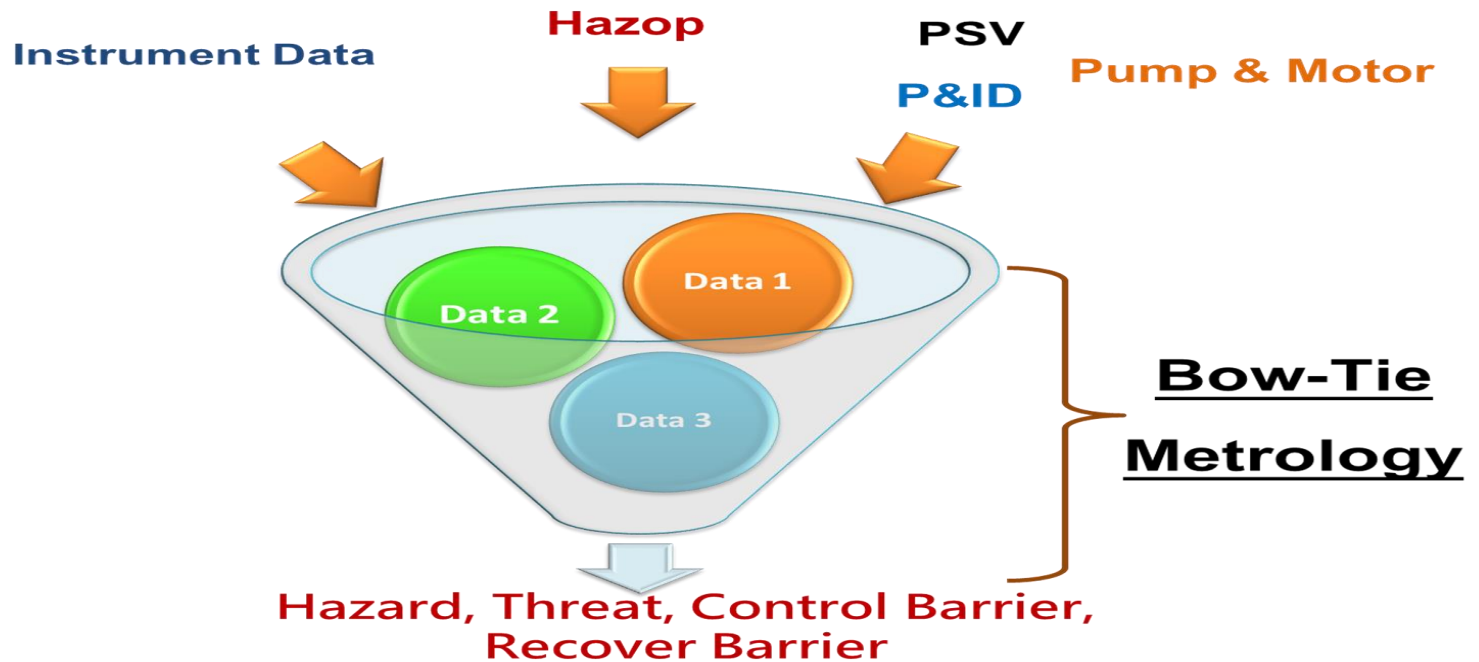 Instrument Data
Hazop
PSV
P&ID
Pump & Motor
Data 1
Data 2
Data 3
Bow-Tie
Metrology
Hazard, Threat, Control Barrier,
Recover Barrier